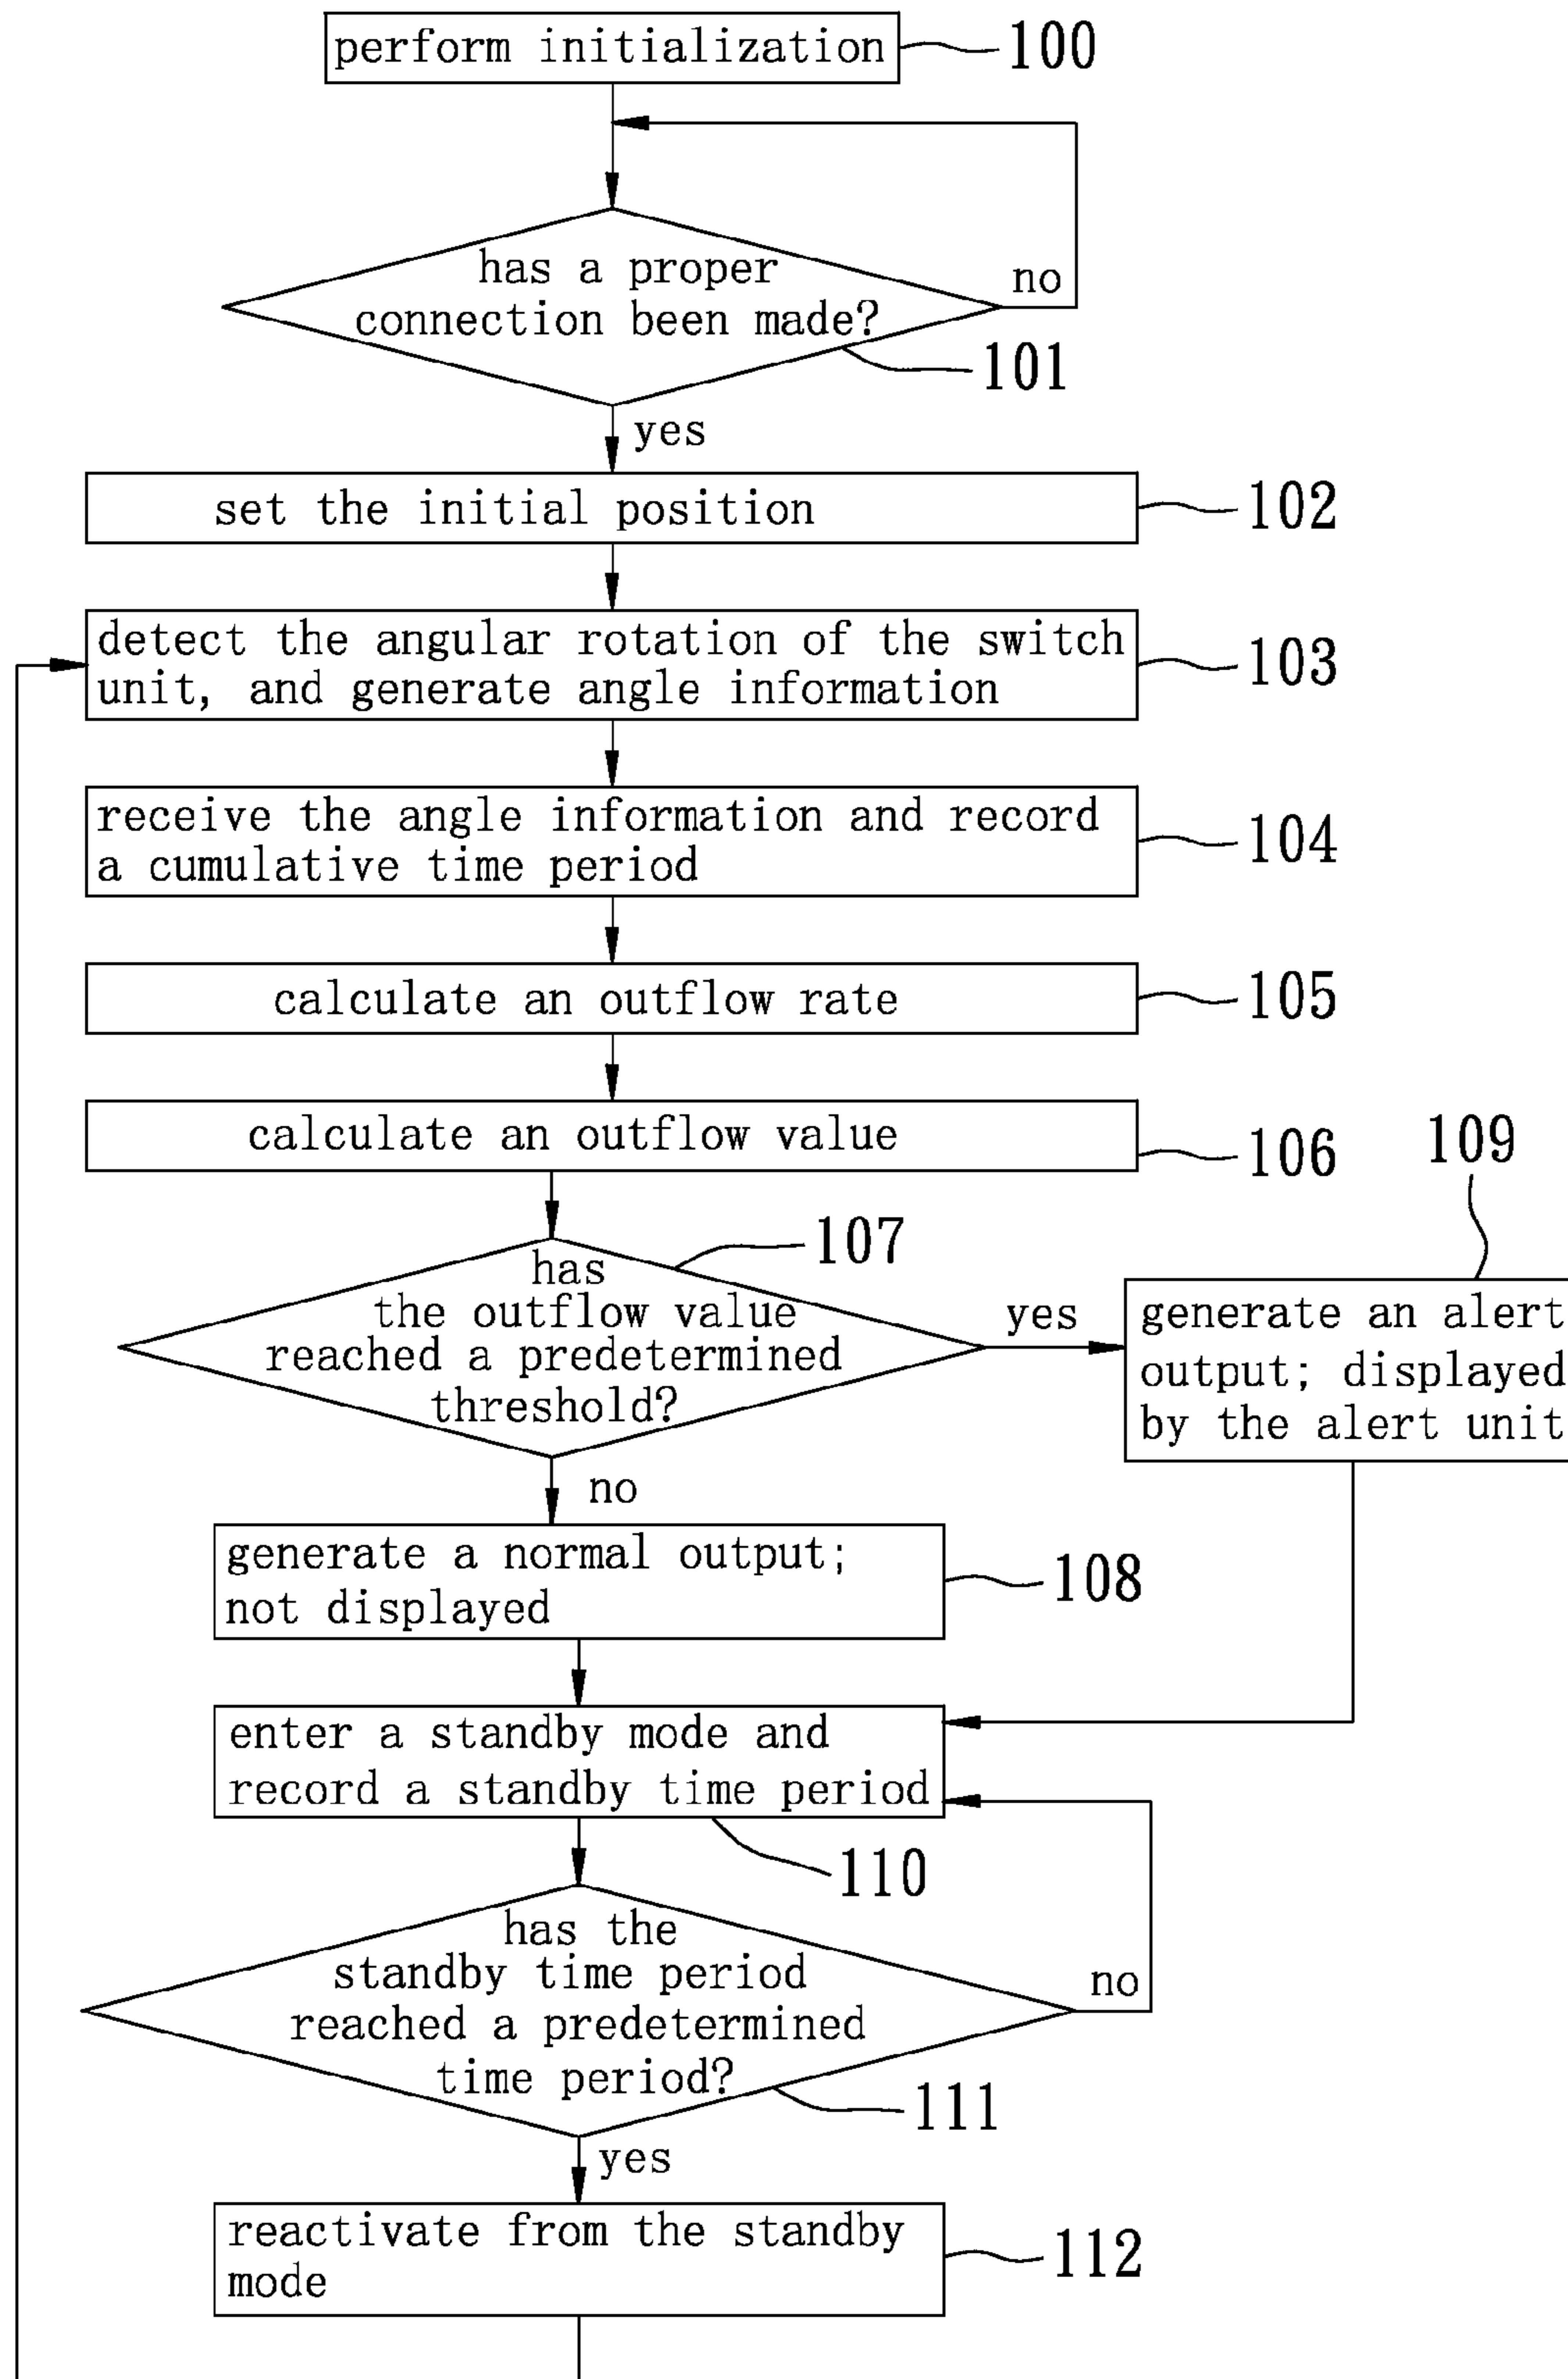 perform initialization
100
has a proper
connection been made?
no
101
yes
set the initial position
102
detect the angular rotation of the switch
unit, and generate angle information
103
receive the angle information and record
a cumulative time period
104
calculate an outflow rate
105
calculate an outflow value
106
109
107
has
the outflow value
reached a predetermined
threshold?
yes
generate an alert
output; displayed
by the alert unit
no
generate a normal output;
not displayed
108
enter a standby mode and
record a standby time period
110
has the
standby time period
reached a predetermined
time period?
no
111
yes
reactivate from the standby
mode
112